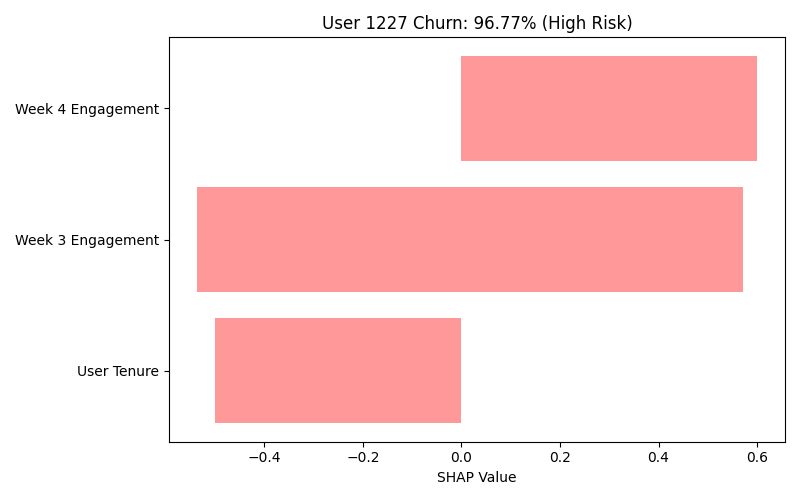 User 1227 Churn: 96.77% (High Risk)
Week 4 Engagement
Week 3 Engagement
User Tenure
−0.4 −0.2 0.0 0.2 0.4 0.6
SHAP Value